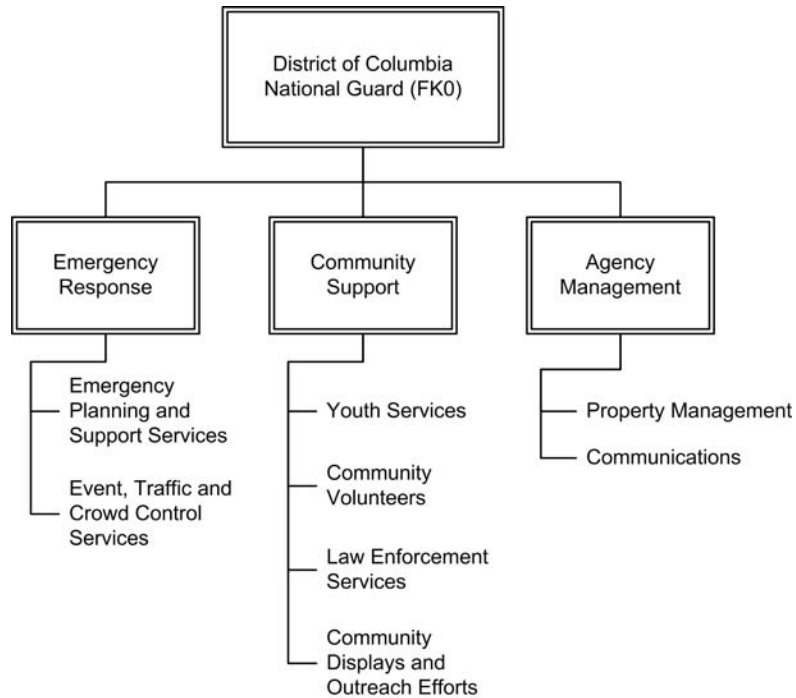 District of Columbia
National Guard (FK0)
Emergency
Response
Community
Support
Agency
Management
Emergency
Planning and
Support Services
Event, Traffic and
Crowd Control
Services
Youth Services
Community
Volunteers
Law Enforcement
Services
Community
Displays and
Outreach Efforts
Property Management
Communications